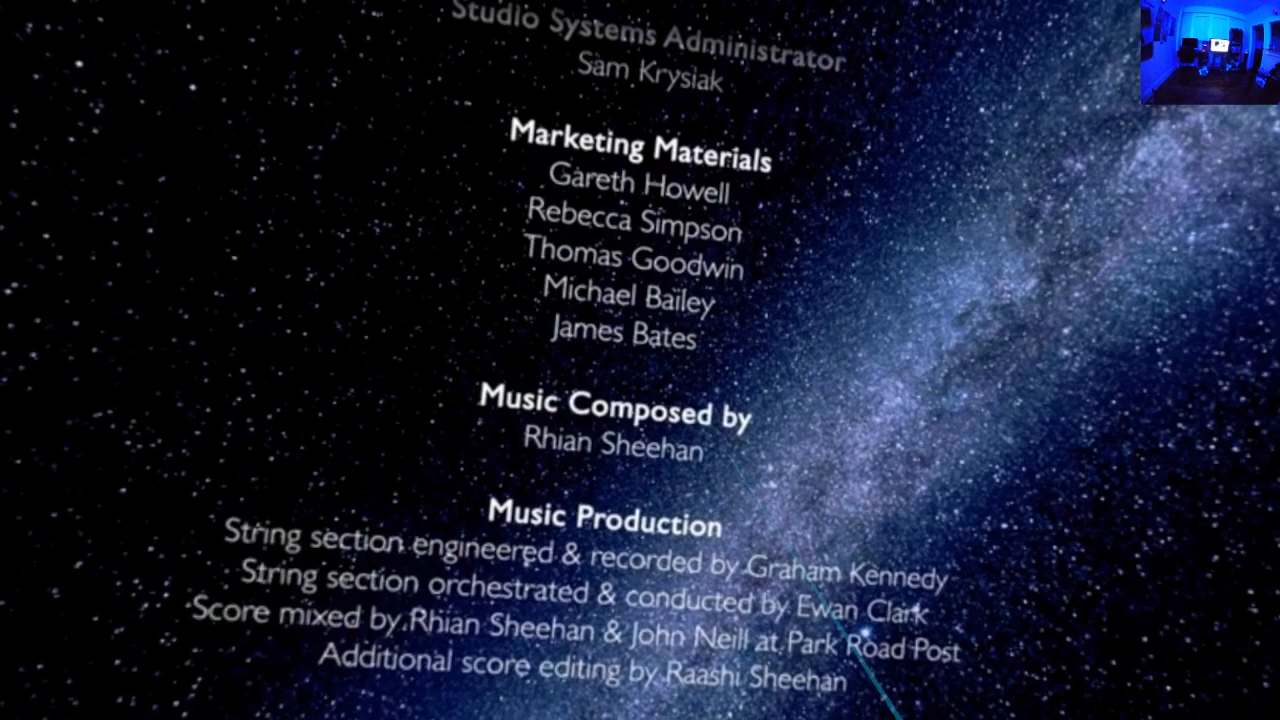 Studio Systems Administrator
Sam Krysiak
Marketing Materials
Gareth Howell
Rebecca Simpson
Thomas Goodwin
Michael Bailey
James Bates
Music Composed by
Rhian Sheehan
Music Production
String section engineered & recorded by Graham Kennedy
String section orchestrated & conducted by Ewan Clark
Score mixed by Rhian Sheehan & John Neill at Park Road Post
Additional score editing by Raashi Sheehan